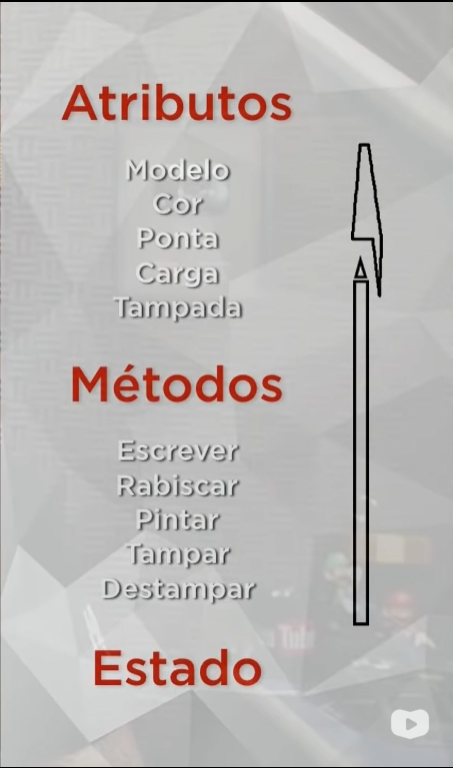 Atributos
Modelo
Cor
Ponta
Carga
Tampada
Métodos
Escrever
Rabiscar
Pintar
Tampar
Destampar
Estado